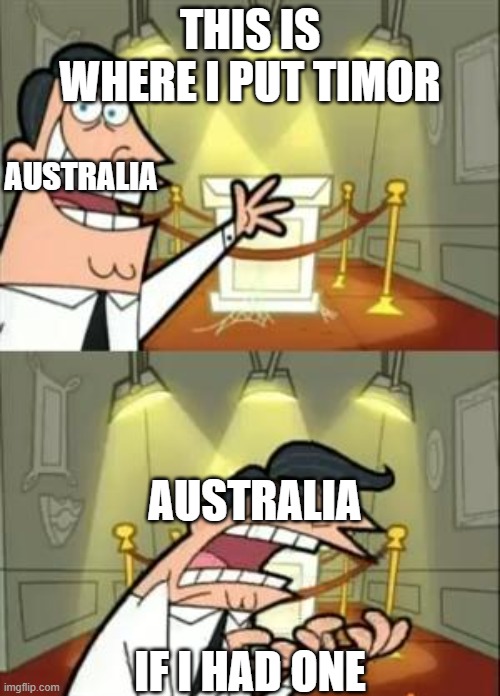 THIS IS
WHERE I PUT TIMOR
AUSTRALIA
AUSTRALIA
IF I HAD ONE
imgflip.com